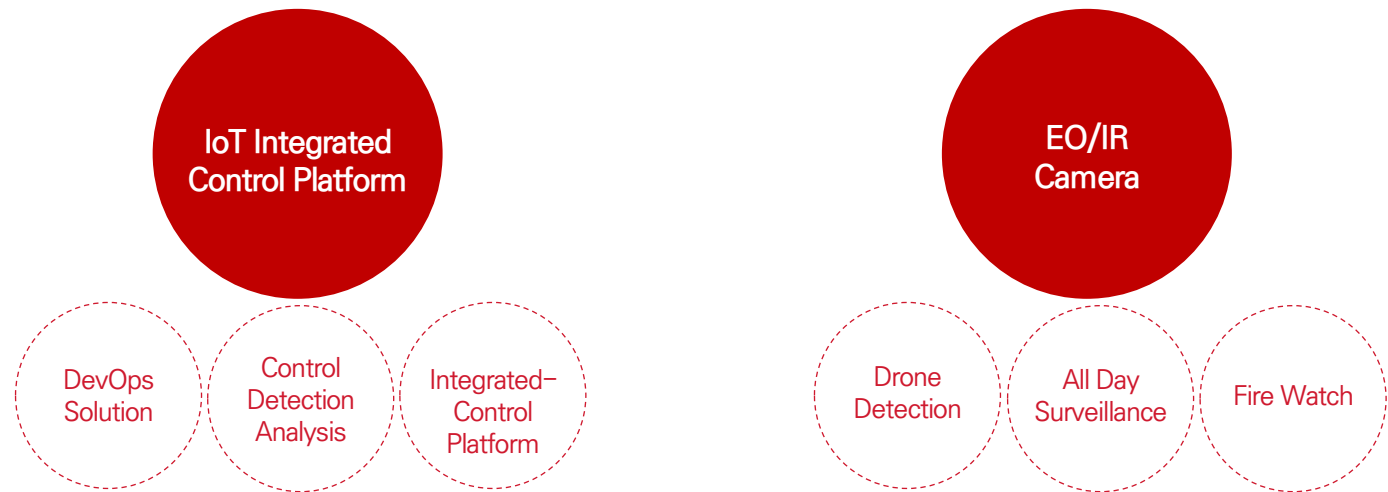 IoT Integrated
Control Platform
DevOps
Solution
Control
Detection
Analysis
Integrated-
Control
Platform
EO/IR
Camera
Drone
Detection
All Day
Surveillance
Fire Watch